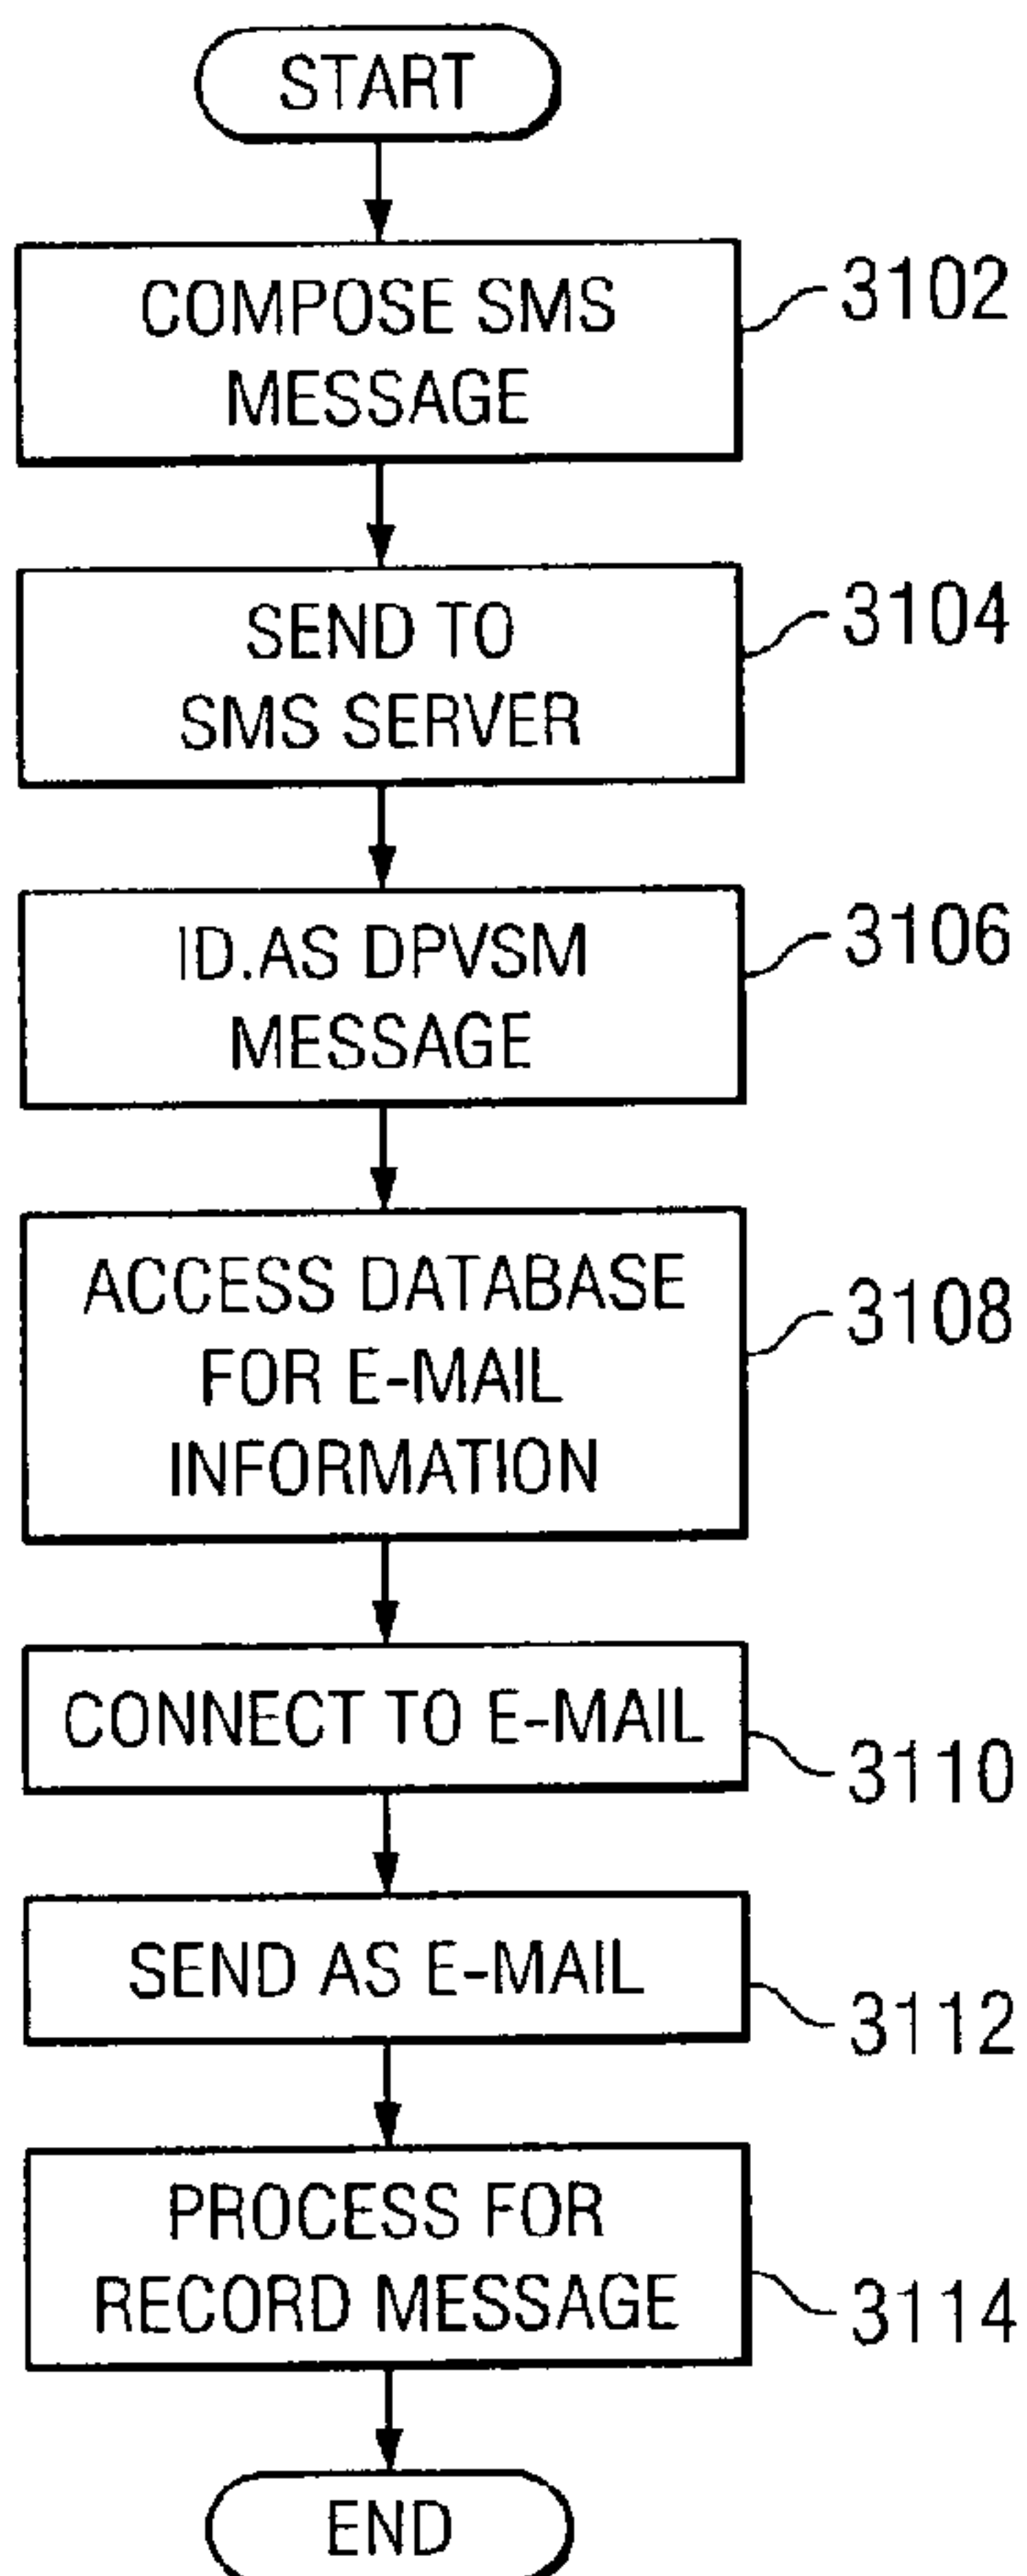 START
COMPOSE SMS
MESSAGE
3102
SEND TO
SMS SERVER
3104
ID.AS DPVSM
MESSAGE
3106
ACCESS DATABASE
FOR E-MAIL
INFORMATION
3108
CONNECT TO E-MAIL
3110
SEND AS E-MAIL
3112
PROCESS FOR
RECORD MESSAGE
3114
END